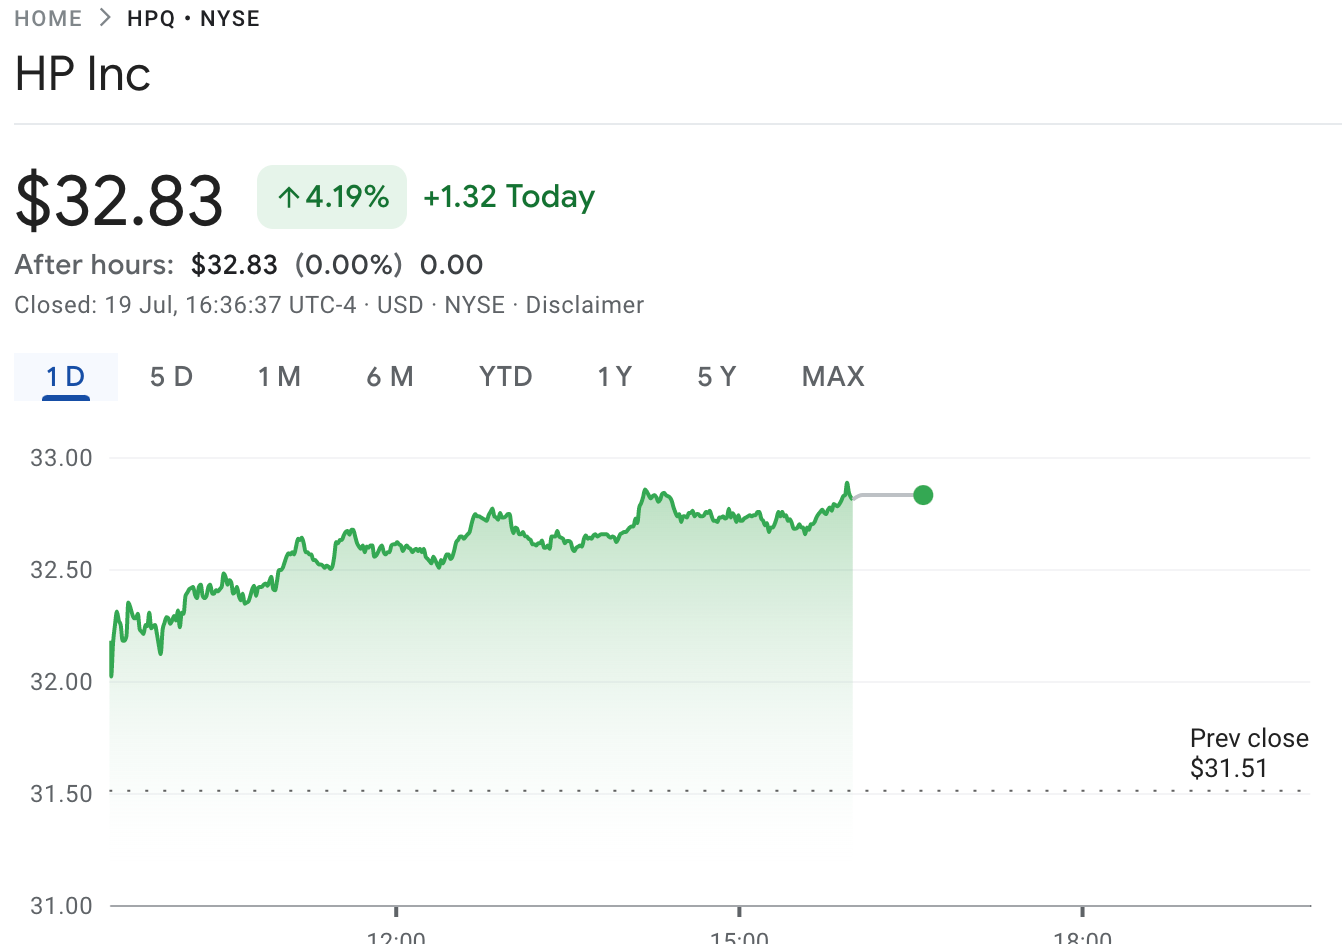 HOME > HPQ • NYSE
HP Inc
$32.83 ↑4.19% +1.32 Today
After hours: $32.83 (0.00%) 0.00
Closed: 19 Jul, 16:36:37 UTC-4 · USD · NYSE · Disclaimer
1 D 5 D 1 M 6 M YTD 1 Y 5 Y MAX
33.00
32.50
32.00
Prev close
$31.51
31.50
31.00
12:00 15:00 18:00